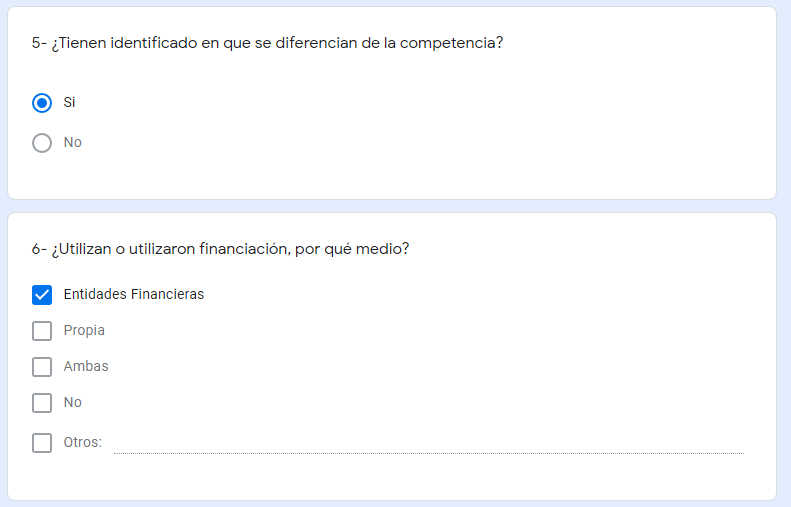 5- ¿Tienen identificado en que se diferencian de la competencia?
Si
No
6- ¿Utilizan o utilizaron financiación, por qué medio?
Entidades Financieras
Propia
Ambas
No
Otros: